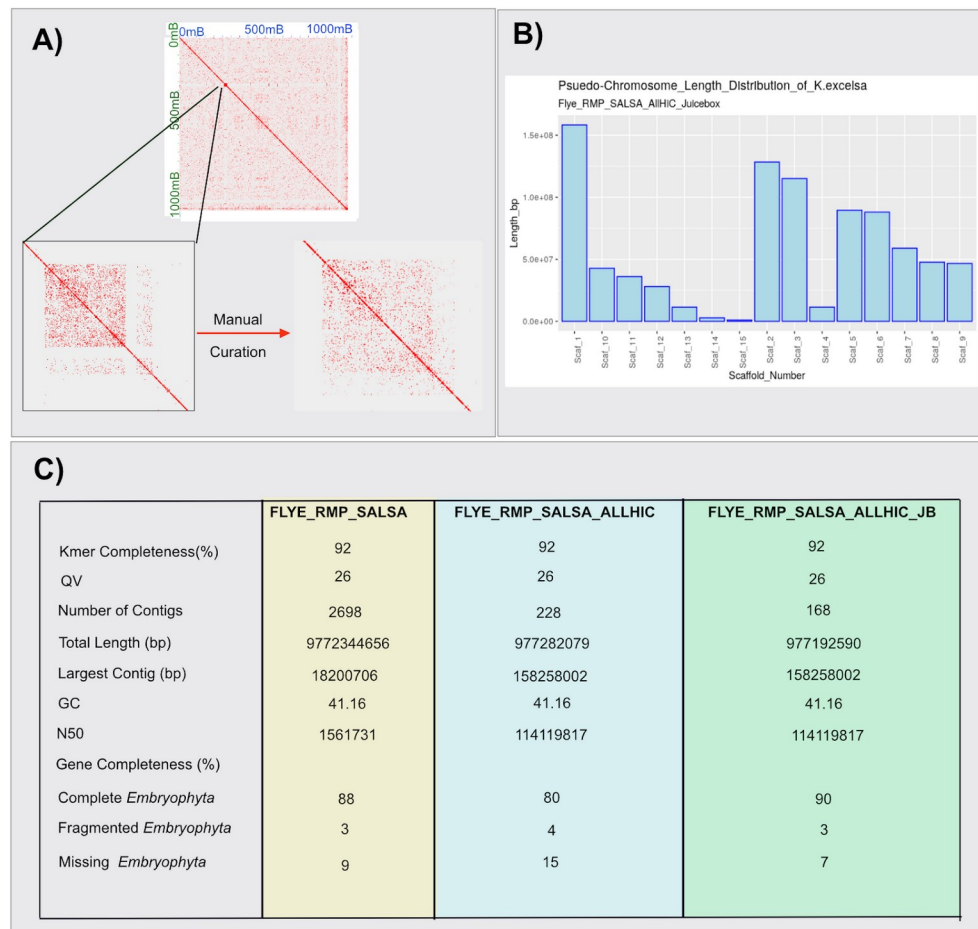 A)
0mB 500mB 1000mB
0mB
500mB
1000mB
Manual
Curation
B)
Psuedo-Chromosome_Length_Distribution_of_K.excelsa
Flye_RMP_SALSA_AllHiC_Juicebox
Length_bp
1.5e+08
1.0e+08
5.0e+07
0.0e+00
Scaf_1 Scaf_10 Scaf_11 Scaf_12 Scaf_13 Scaf_14 Scaf_15 Scaf_2 Scaf_3 Scaf_4 Scaf_5 Scaf_6 Scaf_7 Scaf_8 Scaf_9
Scaffold_Number
C)
FLYE_RMP_SALSA FLYE_RMP_SALSA_ALLHIC FLYE_RMP_SALSA_ALLHIC_JB
Kmer Completeness(%) 92 92 92
QV 26 26 26
Number of Contigs 2698 228 168
Total Length (bp) 9772344656 977282079 977192590
Largest Contig (bp) 18200706 158258002 158258002
GC 41.16 41.16 41.16
N50 1561731 114119817 114119817
Gene Completeness (%)
Complete Embryophyta 88 80 90
Fragmented Embryophyta 3 4 3
Missing Embryophyta 9 15 7